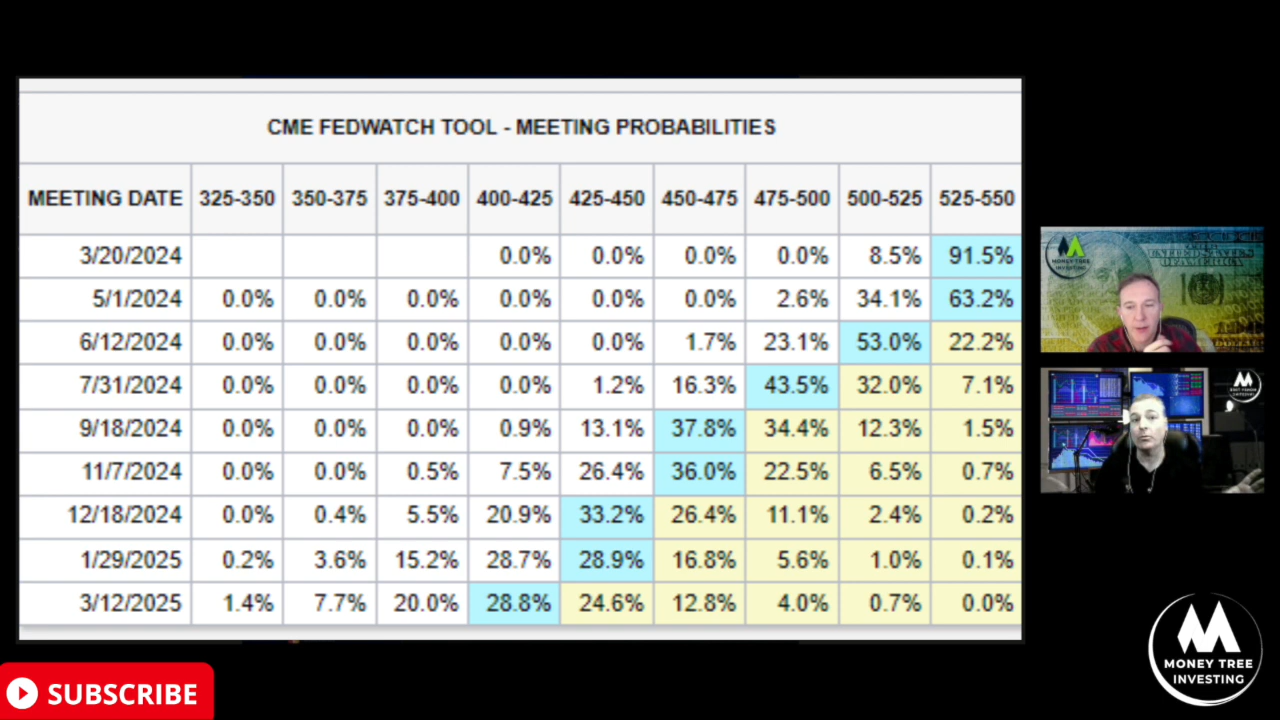 CME FEDWATCH TOOL - MEETING PROBABILITIES
MEETING DATE 325-350 350-375 375-400 400-425 425-450 450-475 475-500 500-525 525-550
3/20/2024 0.0% 0.0% 0.0% 0.0% 8.5% 91.5%
5/1/2024 0.0% 0.0% 0.0% 0.0% 0.0% 0.0% 2.6% 34.1% 63.2%
6/12/2024 0.0% 0.0% 0.0% 0.0% 0.0% 1.7% 23.1% 53.0% 22.2%
7/31/2024 0.0% 0.0% 0.0% 0.0% 1.2% 16.3% 43.5% 32.0% 7.1%
9/18/2024 0.0% 0.0% 0.0% 0.9% 13.1% 37.8% 34.4% 12.3% 1.5%
11/7/2024 0.0% 0.0% 0.5% 7.5% 26.4% 36.0% 22.5% 6.5% 0.7%
12/18/2024 0.0% 0.4% 5.5% 20.9% 33.2% 26.4% 11.1% 2.4% 0.2%
1/29/2025 0.2% 3.6% 15.2% 28.7% 28.9% 16.8% 5.6% 1.0% 0.1%
3/12/2025 1.4% 7.7% 20.0% 28.8% 24.6% 12.8% 4.0% 0.7% 0.0%
MONEY TREE
INVESTING
MONEY TREE
INVESTING
SUBSCRIBE